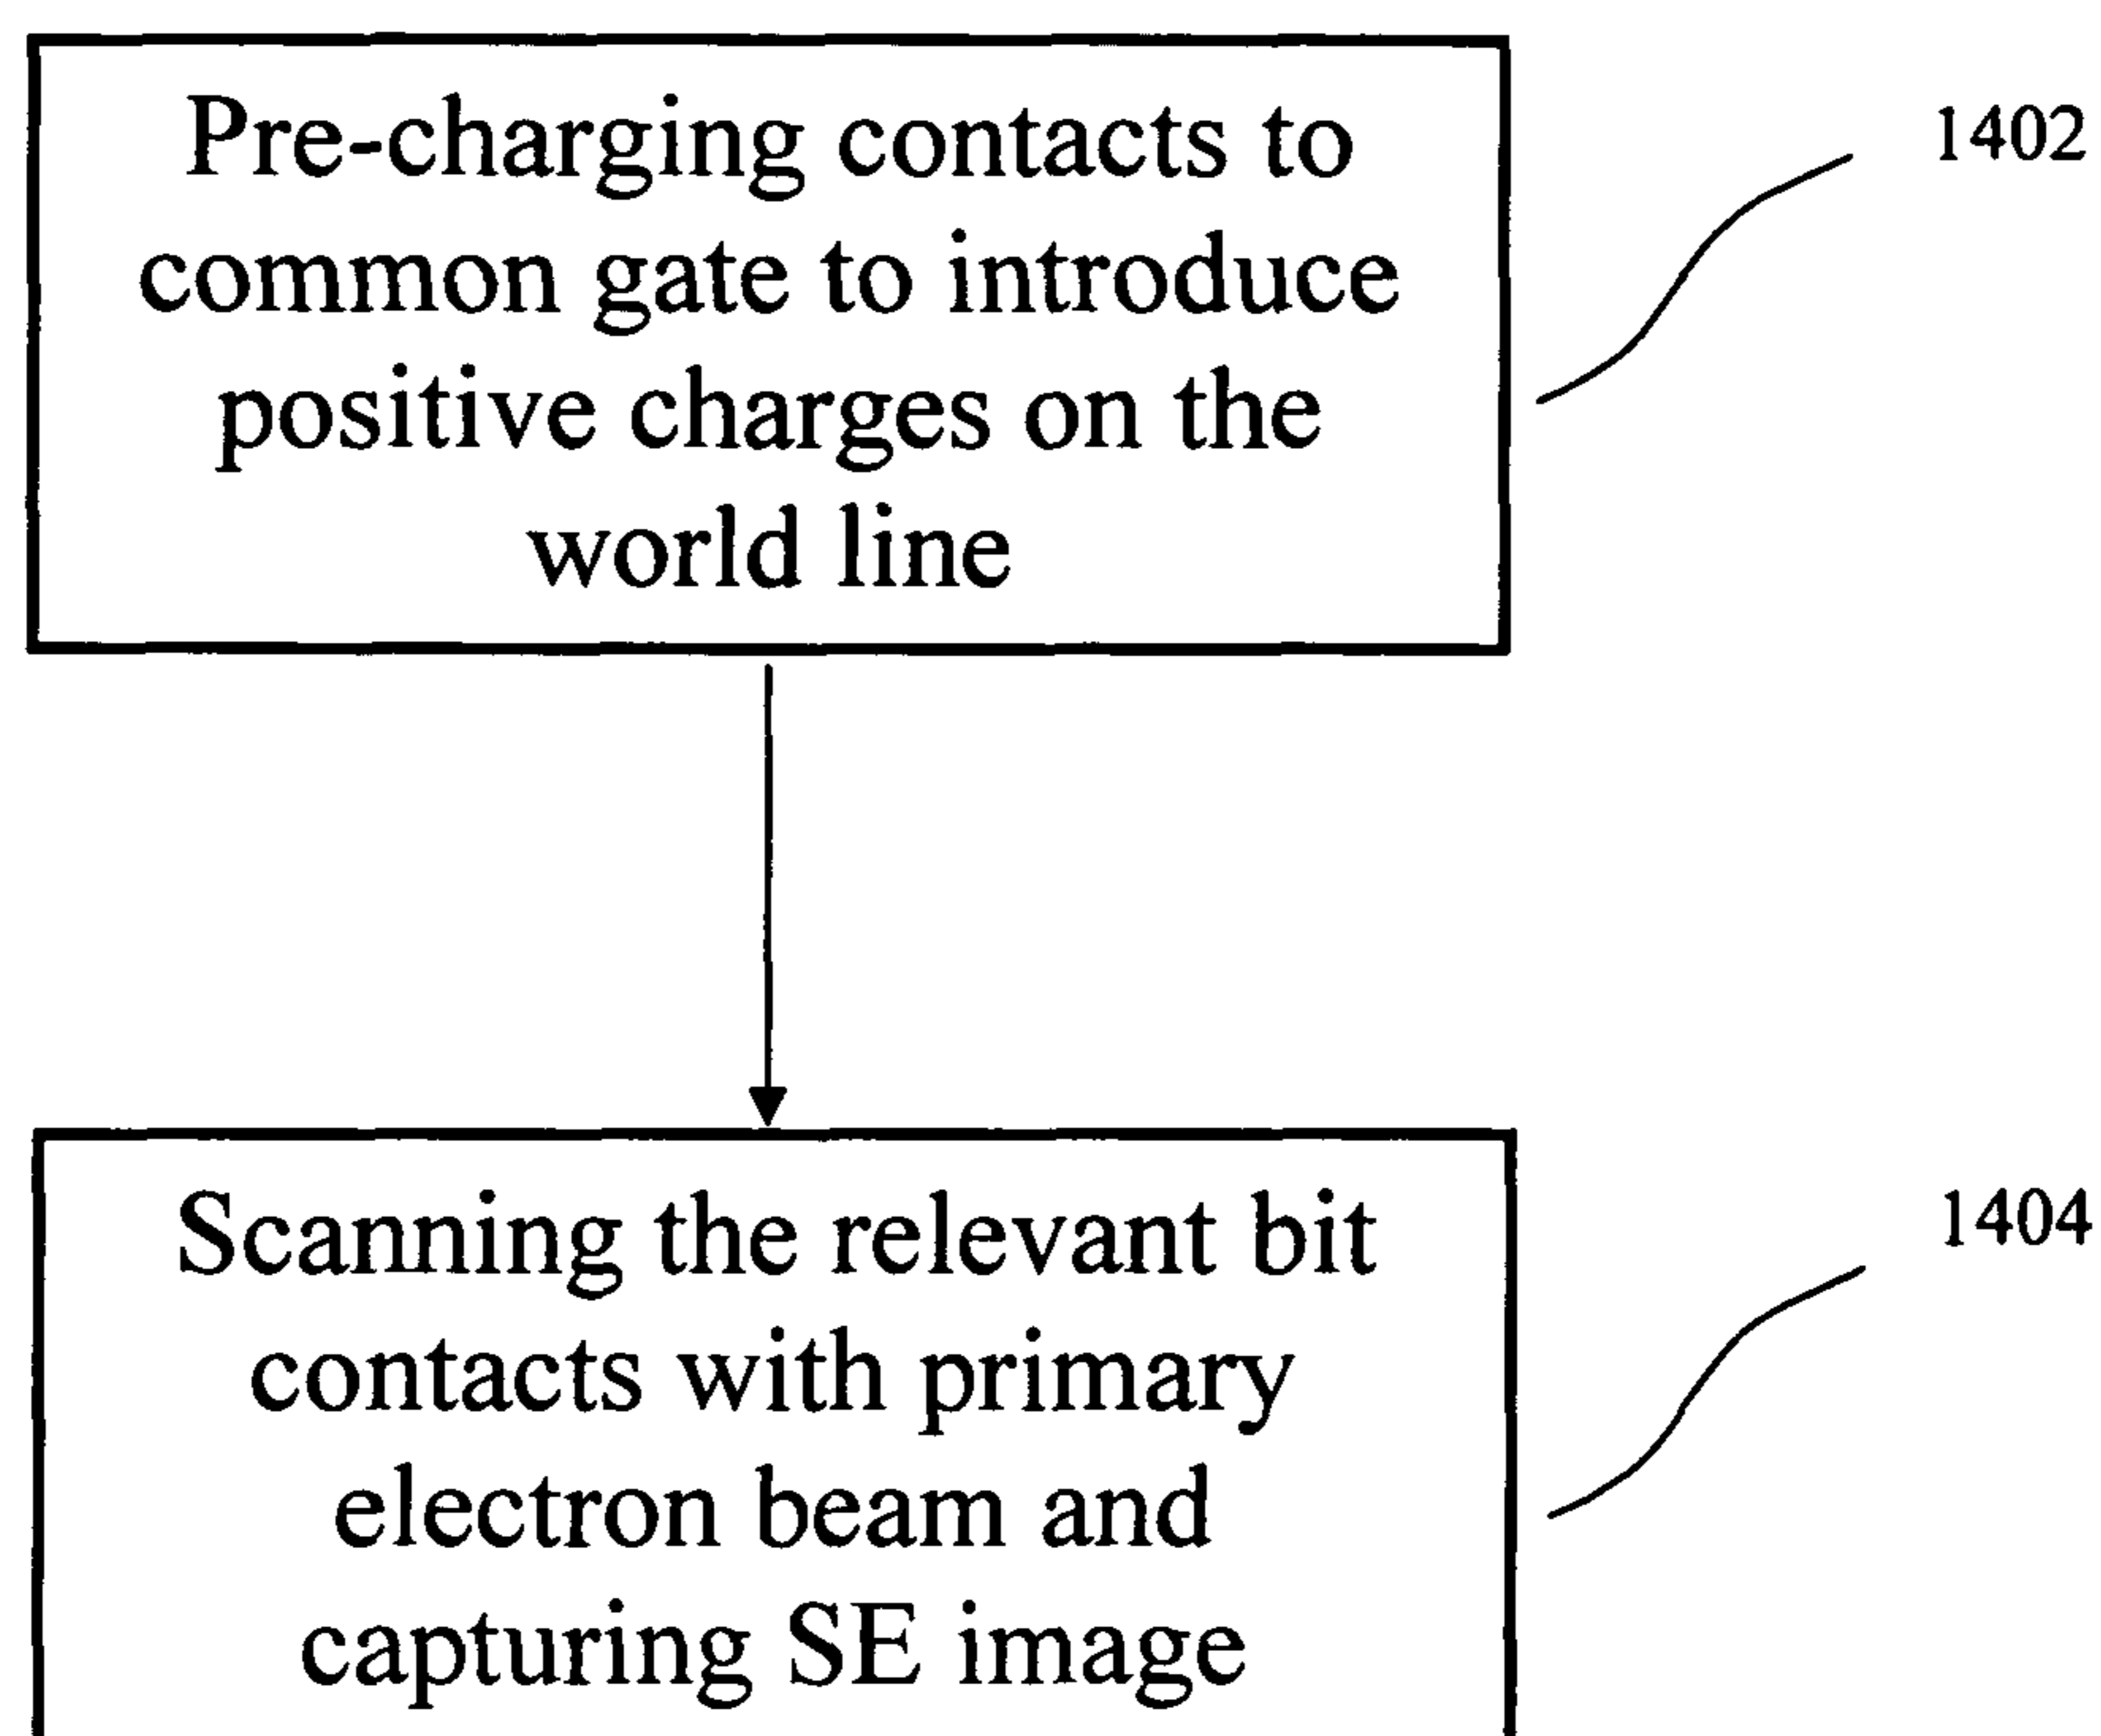 Pre-charging contacts to
common gate to introduce
positive charges on the
world line
1402
Scanning the relevant bit
contacts with primary
electron beam and
capturing SE image
1404